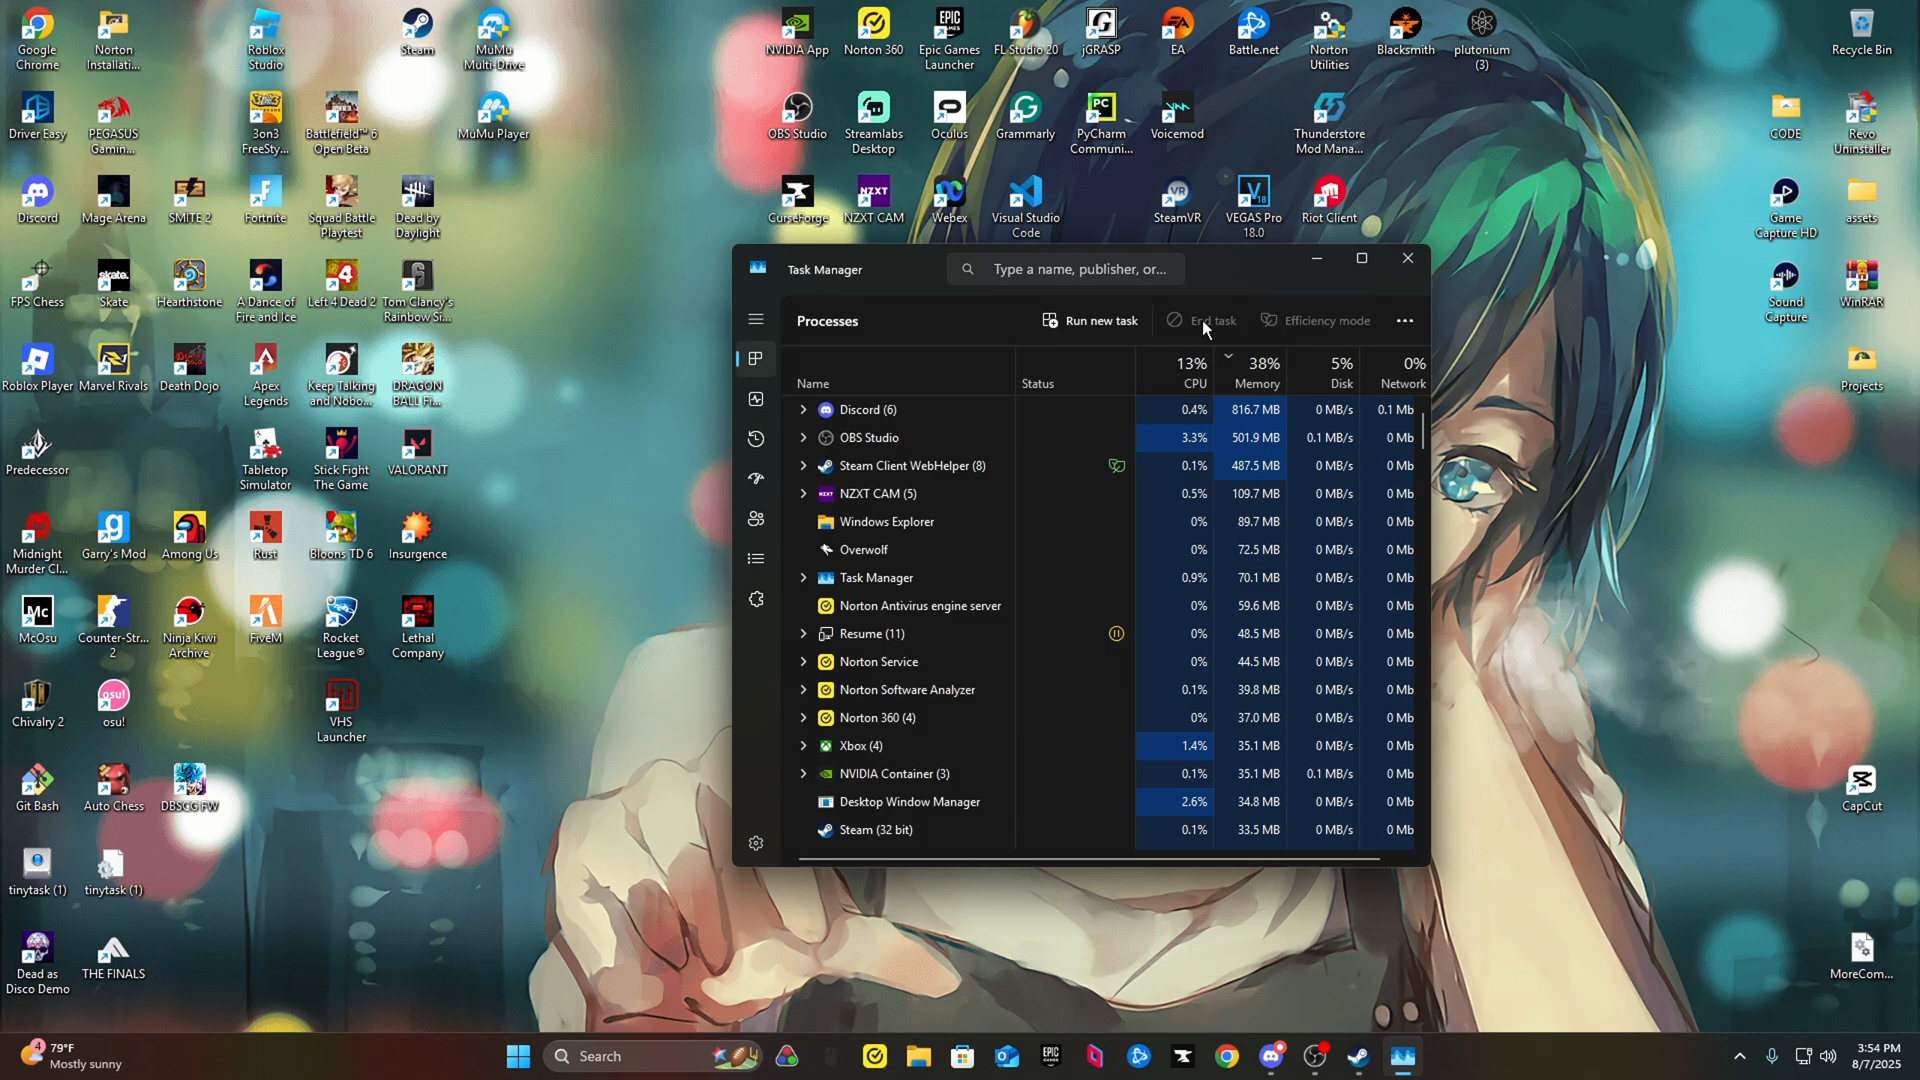 Google
Chrome
Norton
Installati...
Roblox
Studio
Steam
MuMu
Multi-Drive
NVIDIA App
Norton 360
Epic Games
Launcher
FL Studio 20
jGRASP
EA
Battle.net
Norton
Utilities
Blacksmith
plutonium
(3)
Recycle Bin
Driver Easy
PEGASUS
Gamin...
3on3
FreeSty...
Battlefield™ 6
Open Beta
MuMu Player
OBS Studio
Streamlabs
Desktop
Oculus
Grammarly
PyCharm
Communi...
Voicemod
Thunderstore
Mod Mana...
CODE
Revo
Uninstaller
Discord
Mage Arena
SMITE 2
Fortnite
Squad Battle
Playtest
Dead by
Daylight
CurseForge
NZXT CAM
Webex
Visual Studio
Code
SteamVR
VEGAS Pro
18.0
Riot Client
Game
Capture HD
assets
FPS Chess
Skate
Hearthstone
A Dance of
Fire and Ice
Left 4 Dead 2
Tom Clancy's
Rainbow Si...
Sound
Capture
WinRAR
Roblox Player
Marvel Rivals
Death Dojo
Apex
Legends
Keep Talking
and Nobo...
DRAGON
BALL Fi...
Projects
Predecessor
Tabletop
Simulator
Stick Fight
The Game
VALORANT
Midnight
Murder Cl...
Garry's Mod
Among Us
Rust
Bloons TD 6
Insurgence
McOsu
Counter-Str...
2
Ninja Kiwi
Archive
FiveM
Rocket
League®
Lethal
Company
Chivalry 2
osu!
VHS
Launcher
Git Bash
Auto Chess
DBSCG FW
CapCut
tinytask (1)
tinytask (1)
Dead as
Disco Demo
THE FINALS
MoreCom...
Task Manager
Type a name, publisher, or...
Processes
Run new task
End task
Efficiency mode
13% 38% 5% 0%
Name Status CPU Memory Disk Network
Discord (6) 0.4% 816.7 MB 0 MB/s 0.1 Mb
OBS Studio 3.3% 501.9 MB 0.1 MB/s 0 Mb
Steam Client WebHelper (8) 0.1% 487.5 MB 0 MB/s 0 Mb
NZXT CAM (5) 0.5% 109.7 MB 0 MB/s 0 Mb
Windows Explorer 0% 89.7 MB 0 MB/s 0 Mb
Overwolf 0% 72.5 MB 0 MB/s 0 Mb
Task Manager 0.9% 70.1 MB 0 MB/s 0 Mb
Norton Antivirus engine server 0% 59.6 MB 0 MB/s 0 Mb
Resume (11) 0% 48.5 MB 0 MB/s 0 Mb
Norton Service 0% 44.5 MB 0 MB/s 0 Mb
Norton Software Analyzer 0.1% 39.8 MB 0 MB/s 0 Mb
Norton 360 (4) 0% 37.0 MB 0 MB/s 0 Mb
Xbox (4) 1.4% 35.1 MB 0 MB/s 0 Mb
NVIDIA Container (3) 0.1% 35.1 MB 0.1 MB/s 0 Mb
Desktop Window Manager 2.6% 34.8 MB 0 MB/s 0 Mb
Steam (32 bit) 0.1% 33.5 MB 0 MB/s 0 Mb
4
79°F
Mostly sunny
Search
3:54 PM
8/7/2025